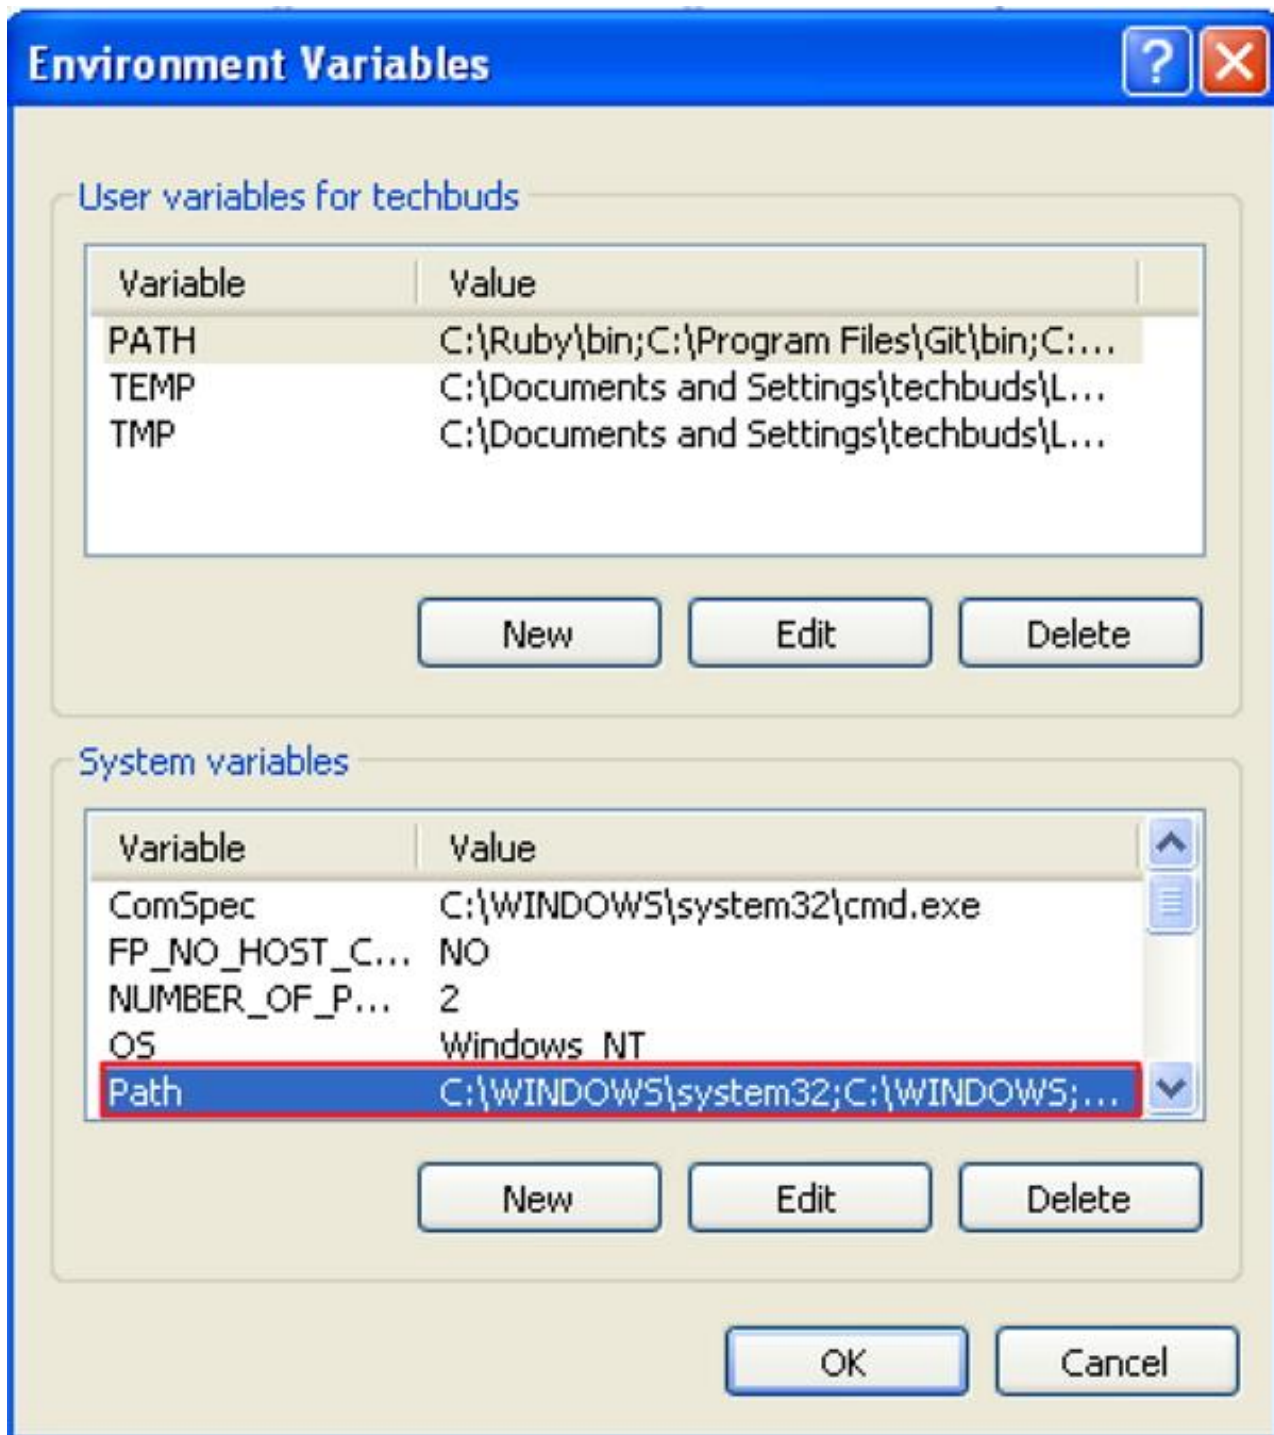 Environment Variables
User variables for techbuds
Variable Value
PATH C:\Ruby\bin;C:\Program Files\Git\bin;C:...
TEMP C:\Documents and Settings\techbuds\L...
TMP C:\Documents and Settings\techbuds\L...
New Edit Delete
System variables
Variable Value
ComSpec C:\WINDOWS\system32\cmd.exe
FP_NO_HOST_C... NO
NUMBER_OF_P... 2
OS Windows_NT
Path C:\WINDOWS\system32;C:\WINDOWS;...
New Edit Delete
OK Cancel